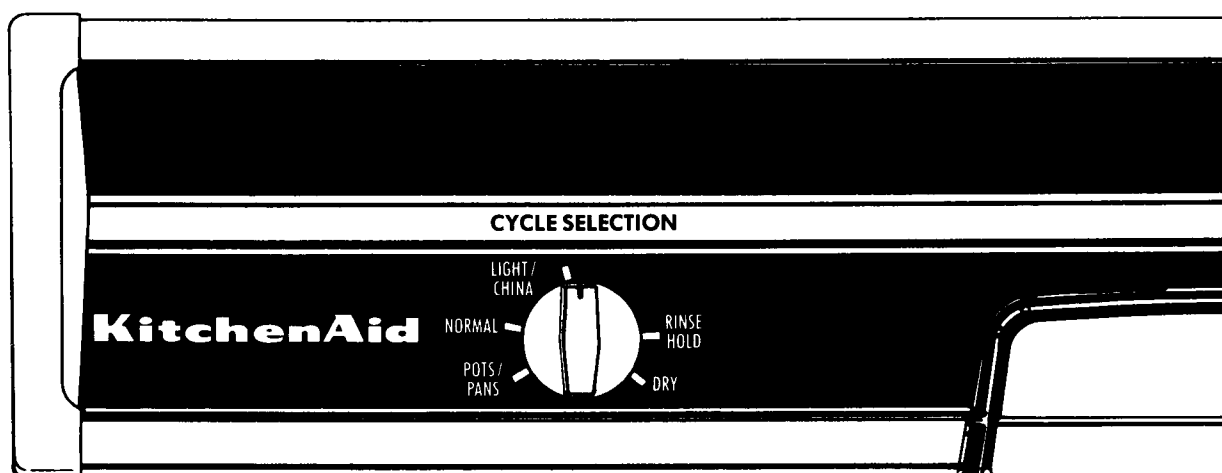 CYCLE SELECTION
LIGHT/
CHINA
KitchenAid
NORMAL
RINSE
HOLD
POTS/
PANS
DRY